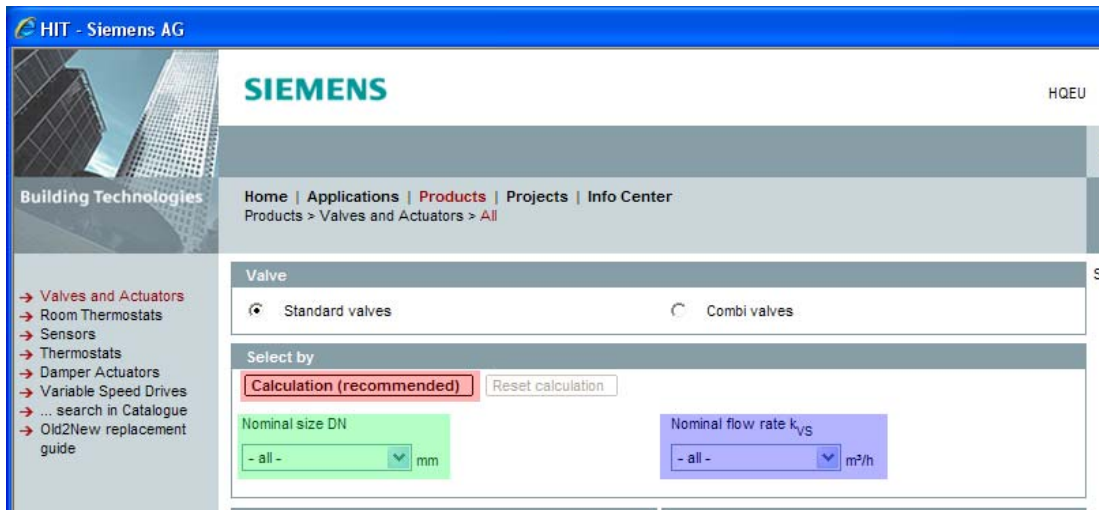 HIT - Siemens AG
SIEMENS
HQEU
Building Technologies
Home | Applications | Products | Projects | Info Center
Products > Valves and Actuators > All
→ Valves and Actuators
→ Room Thermostats
→ Sensors
→ Thermostats
→ Damper Actuators
→ Variable Speed Drives
→ ... search in Catalogue
→ Old2New replacement
guide
Valve
Standard valves
Combi valves
Select by
Calculation (recommended)
Reset calculation
Nominal size DN
Nominal flow rate kVS
- all -
mm
- all -
m³/h